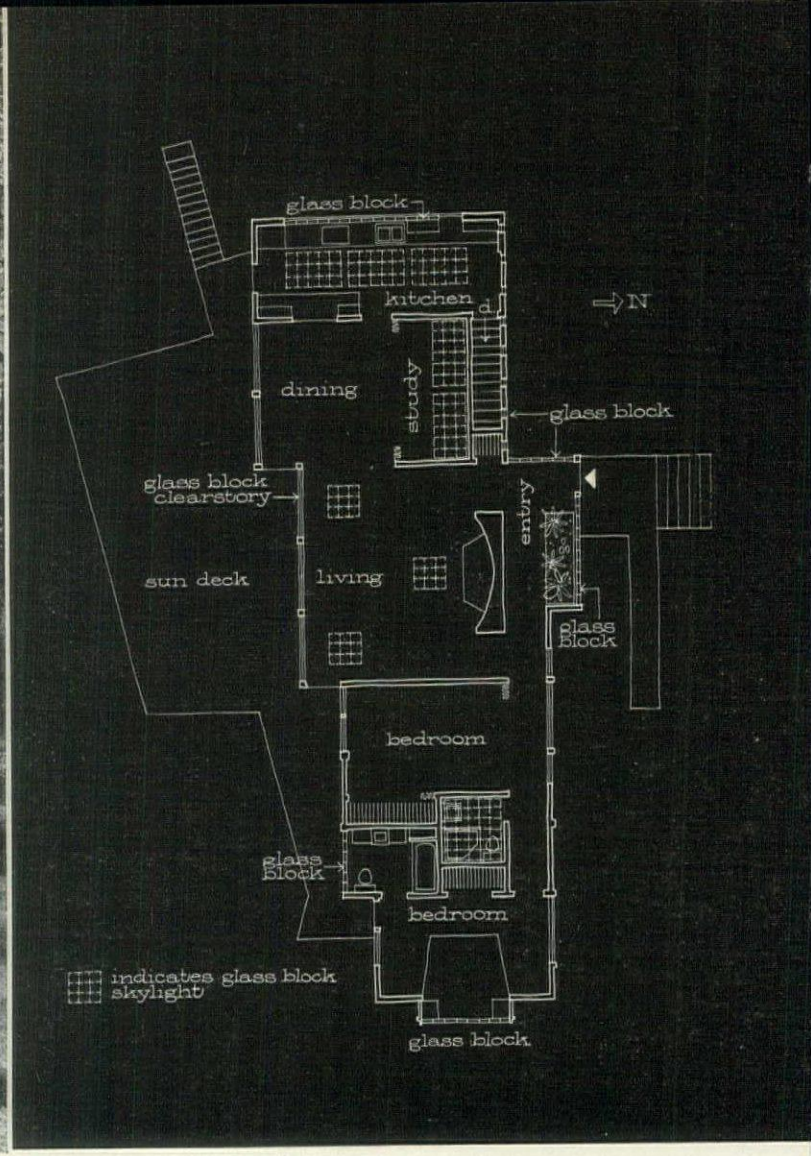 glass block
kitchen
d
N
dining
study
glass block
glass block
clearstory
entry
sun deck
living
glass
block
bedroom
glass
block
bedroom
indicates glass block
skylight
glass block